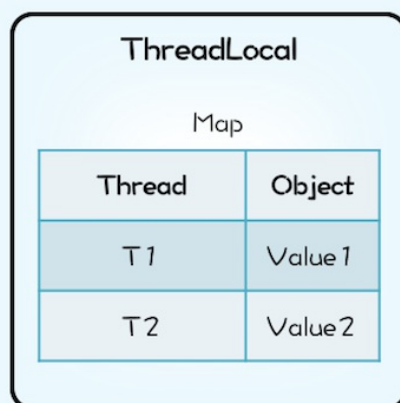 ThreadLocal
Map
Thread Object
T1 Value1
T2 Value2